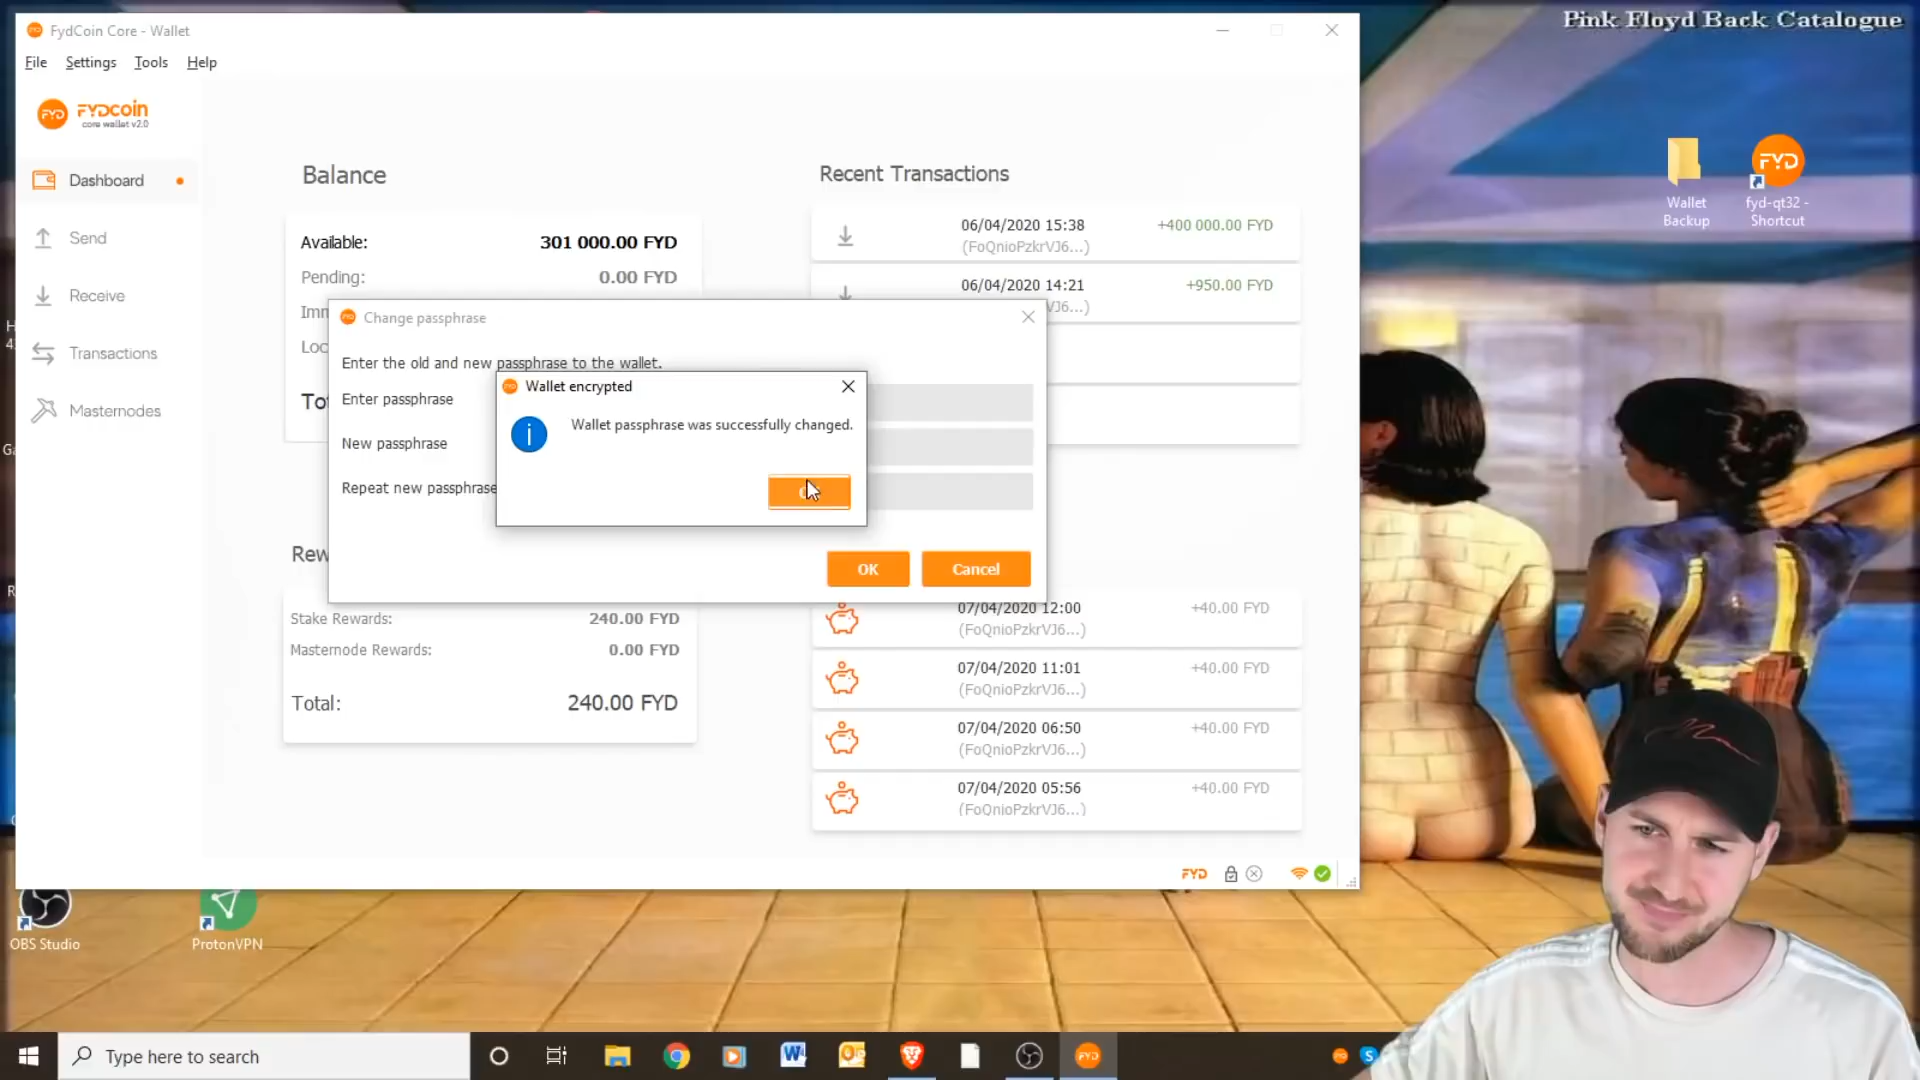 FydCoin Core - Wallet
File Settings Tools Help
FYD FYDcoin
core wallet v2.0
Dashboard
Send
Receive
Transactions
Masternodes
Balance
Available: 301 000.00 FYD
Pending: 0.00 FYD
Recent Transactions
06/04/2020 15:38 +400 000.00 FYD
(FoQnioPzkrVJ6...)
06/04/2020 14:21 +950.00 FYD
VJ6...)
Change passphrase
Enter the old and new passphrase to the wallet.
Enter passphrase
New passphrase
Repeat new passphrase
Wallet encrypted
Wallet passphrase was successfully changed.
OK Cancel
Stake Rewards: 240.00 FYD
Masternode Rewards: 0.00 FYD
Total: 240.00 FYD
07/04/2020 12:00 +40.00 FYD
(FoQnioPzkrVJ6...)
07/04/2020 11:01 +40.00 FYD
(FoQnioPzkrVJ6...)
07/04/2020 06:50 +40.00 FYD
(FoQnioPzkrVJ6...)
07/04/2020 05:56 +40.00 FYD
(FoQnioPzkrVJ6...)
FYD
Pink Floyd Back Catalogue
Wallet
Backup
FYD
fyd-qt32 -
Shortcut
OBS Studio
ProtonVPN
Type here to search
FYD